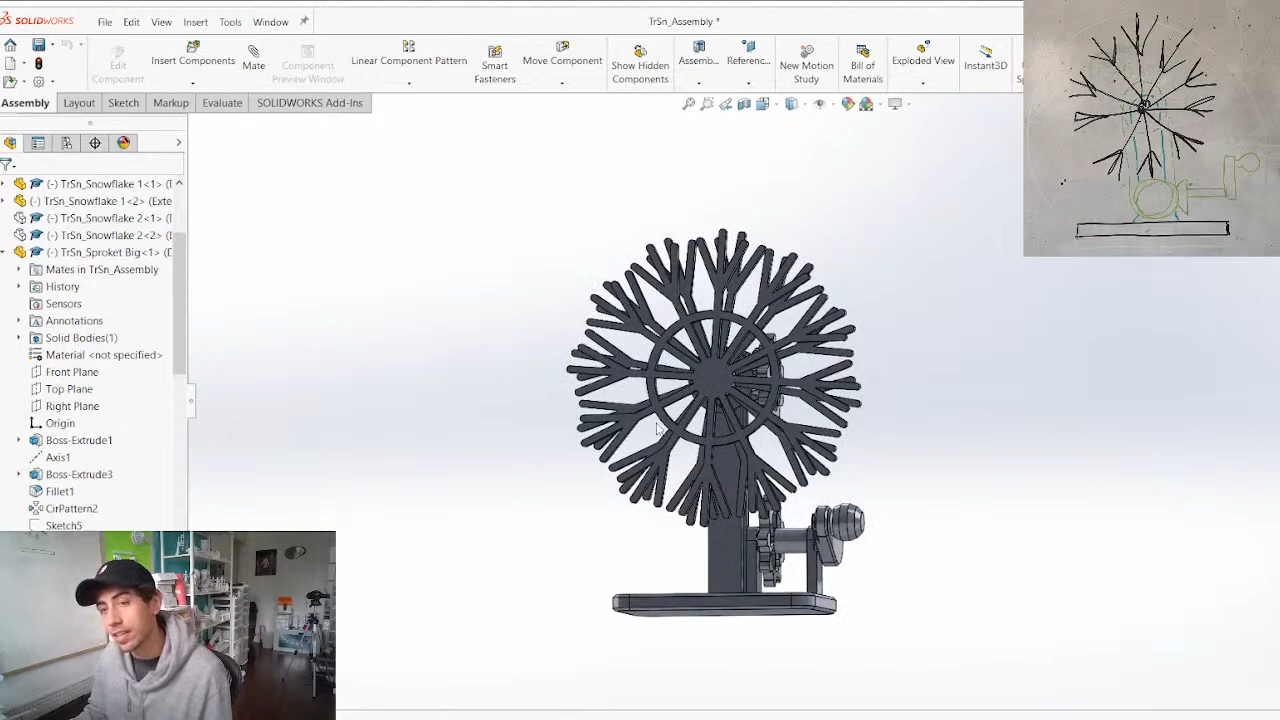 SOLIDWORKS
File Edit View Insert Tools Window
TrSn_Assembly *
Edit Component
Insert Components
Mate
Component Preview Window
Linear Component Pattern
Smart Fasteners
Move Component
Show Hidden Components
Assemb...
Referenc...
New Motion Study
Bill of Materials
Exploded View
Instant3D
Assembly Layout Sketch Markup Evaluate SOLIDWORKS Add-Ins
(-) TrSn_Snowflake 1<1> (
(-) TrSn_Snowflake 1<2> (Exte
(-) TrSn_Snowflake 2<1> (
(-) TrSn_Snowflake 2<2> (
(-) TrSn_Sproket Big<1> (
Mates in TrSn_Assembly
History
Sensors
Annotations
Solid Bodies(1)
Material <not specified>
Front Plane
Top Plane
Right Plane
Origin
Boss-Extrude1
Axis1
Boss-Extrude3
Fillet1
CirPattern2
Sketch5